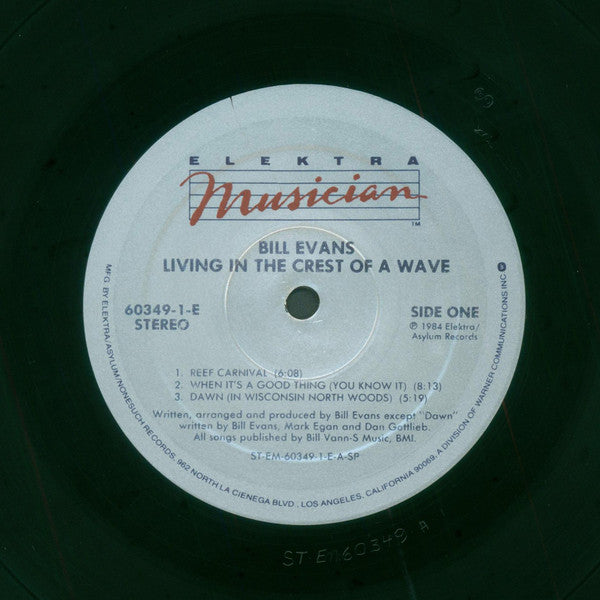 ELEKTRA
Musician
TM
BILL EVANS
LIVING IN THE CREST OF A WAVE
60349-1-E
STEREO
SIDE ONE
℗ 1984 Elektra/
Asylum Records
1. REEF CARNIVAL (6:08)
2. WHEN IT'S A GOOD THING (YOU KNOW IT) (8:13)
3. DAWN (IN WISCONSIN NORTH WOODS) (5:19)
Written, arranged and produced by Bill Evans except "Dawn"
written by Bill Evans, Mark Egan and Dan Gottlieb.
All songs published by Bill Vann-S Music, BMI.
ST-EM-60349-1-E-A-SP
MFG. BY ELEKTRA/ASYLUM/NONESUCH RECORDS, 962 NORTH LA CIENEGA BLVD., LOS ANGELES, CALIFORNIA 90069. A DIVISION OF WARNER COMMUNICATIONS INC
ST Em60349 A